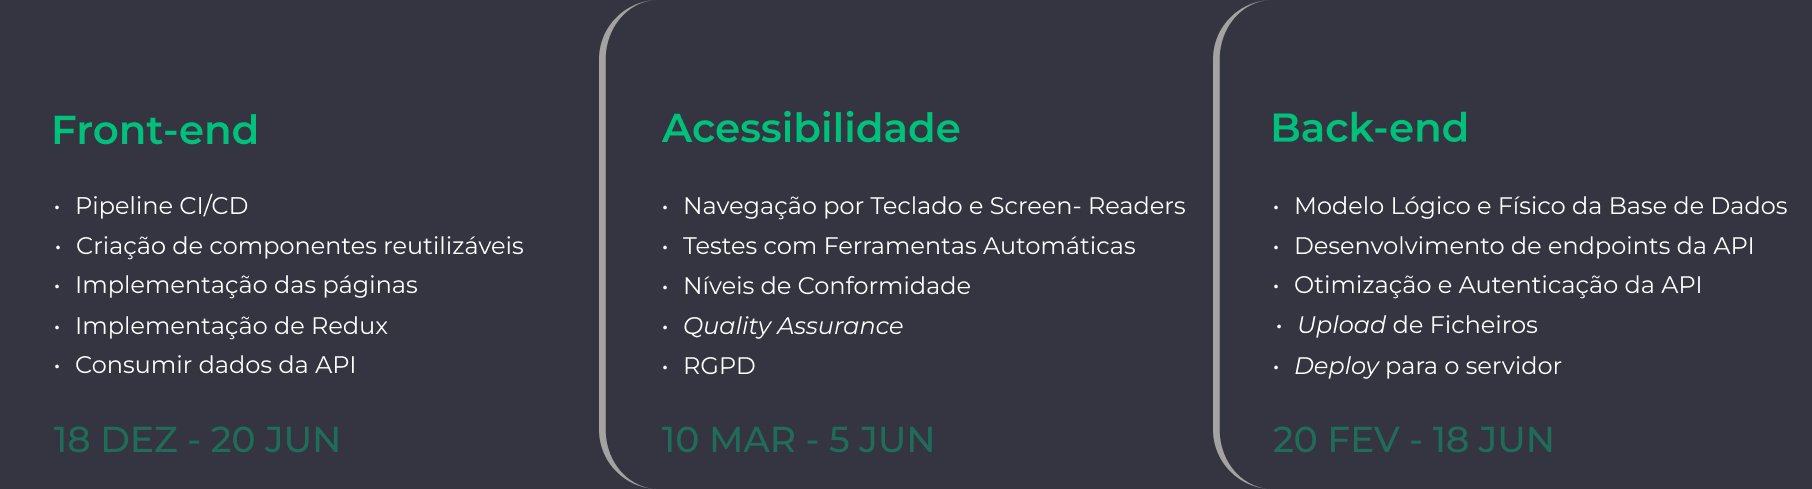 Front-end
• Pipeline CI/CD
• Criação de componentes reutilizáveis
• Implementação das páginas
• Implementação de Redux
• Consumir dados da API
18 DEZ - 20 JUN
Acessibilidade
• Navegação por Teclado e Screen- Readers
• Testes com Ferramentas Automáticas
• Níveis de Conformidade
• Quality Assurance
• RGPD
10 MAR - 5 JUN
Back-end
• Modelo Lógico e Físico da Base de Dados
• Desenvolvimento de endpoints da API
• Otimização e Autenticação da API
• Upload de Ficheiros
• Deploy para o servidor
20 FEV - 18 JUN